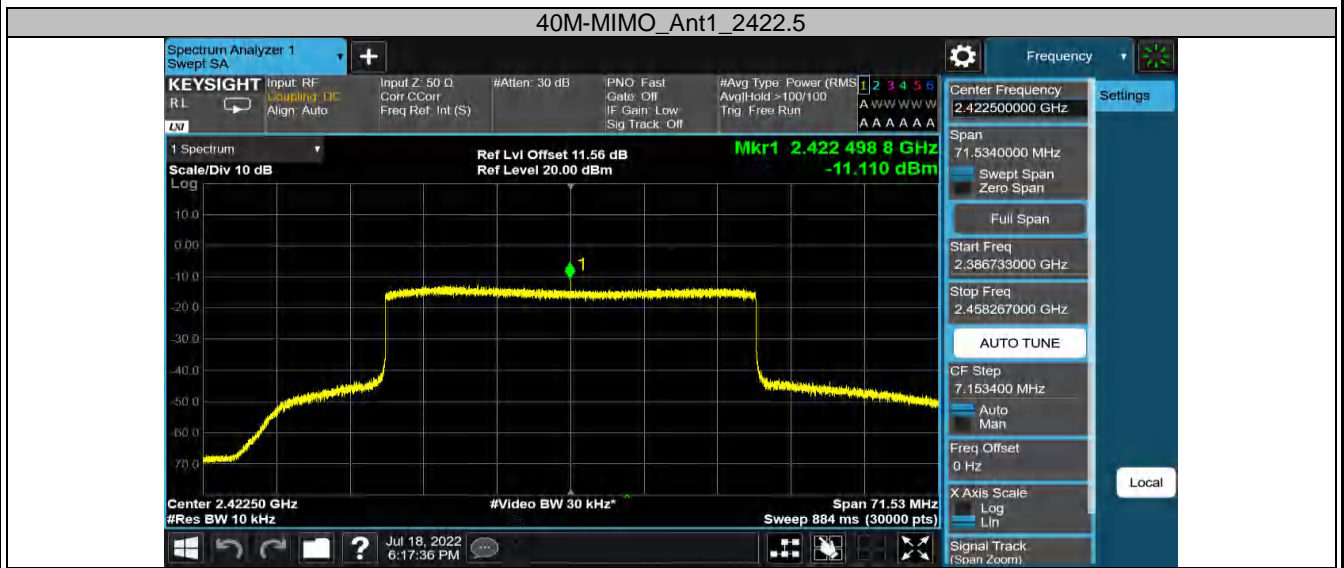 40M-MIMO_Ant1_2422.5
Spectrum Analyzer 1
Swept SA
Frequency
KEYSIGHT
RL
LXI
Input: RF
Coupling: DC
Align: Auto
Input Z: 50 Ω
Corr CCorr
Freq Ref: Int (S)
#Atten: 30 dB
PNO: Fast
Gate: Off
IF Gain: Low
Sig Track: Off
#Avg Type: Power (RMS
Avg|Hold:>100/100
Trig: Free Run
1 2 3 4 5 6
A W W W W W
A A A A A A
Center Frequency
2.422500000 GHz
Settings
Span
71.5340000 MHz
Swept Span
Zero Span
Full Span
Start Freq
2.386733000 GHz
Stop Freq
2.458267000 GHz
AUTO TUNE
CF Step
7.153400 MHz
Auto
Man
Freq Offset
0 Hz
X Axis Scale
Log
Lin
Signal Track
(Span Zoom)
Local
1 Spectrum
Scale/Div 10 dB
Log
Ref Lvl Offset 11.56 dB
Ref Level 20.00 dBm
Mkr1 2.422 498 8 GHz
-11.110 dBm
10.0
0.00
1
-10.0
-20.0
-30.0
-40.0
-50.0
-60.0
-70.0
Center 2.42250 GHz
#Res BW 10 kHz
#Video BW 30 kHz*
Span 71.53 MHz
Sweep 884 ms (30000 pts)
?
Jul 18, 2022
6:17:36 PM